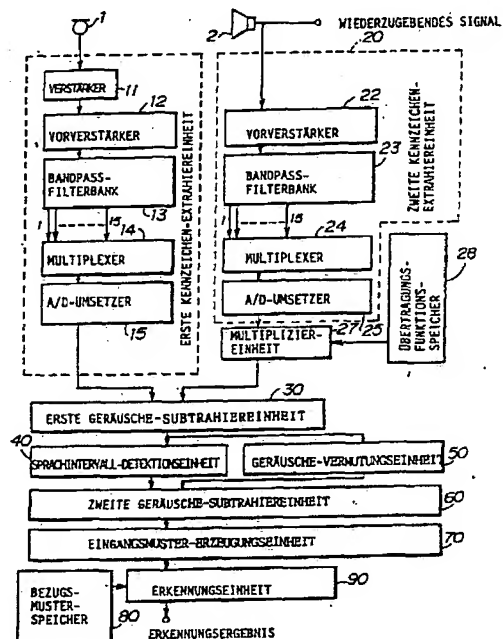 1
2
WIEDERZUGEBENDES SIGNAL
20
VERSTÄRKER
11
12
VORVERSTÄRKER
BANDPASS-
FILTERBANK
1
15
13
14
MULTIPLEXER
A/D-UMSETZER
15
ERSTE KENNZEICHEN-EXTRAHIEREINHEIT
22
VORVERSTÄRKER
23
BANDPASS-
FILTERBANK
1
15
24
MULTIPLEXER
A/D-UMSETZER
25
ZWEITE KENNZEICHEN-
EXTRAHIEREINHEIT
27
MULTIPLIZIER-
EINHEIT
28
ÜBERTRAGUNGS-
FUNKTIONS-
SPEICHER
30
ERSTE GERÄUSCHE-SUBTRAHIEREINHEIT
40
SPRACHINTERVALL-DETEKTIONSEINHEIT
GERÄUSCHE-VERMUTUNGSEINHEIT
50
ZWEITE GERÄUSCHE-SUBTRAHIEREINHEIT
60
EINGANGSMUSTER-ERZEUGUNGSEINHEIT
70
BEZUGS-
MUSTER-
SPEICHER
80
ERKENNUNGSEINHEIT
90
ERKENNUNGSERGEBNIS